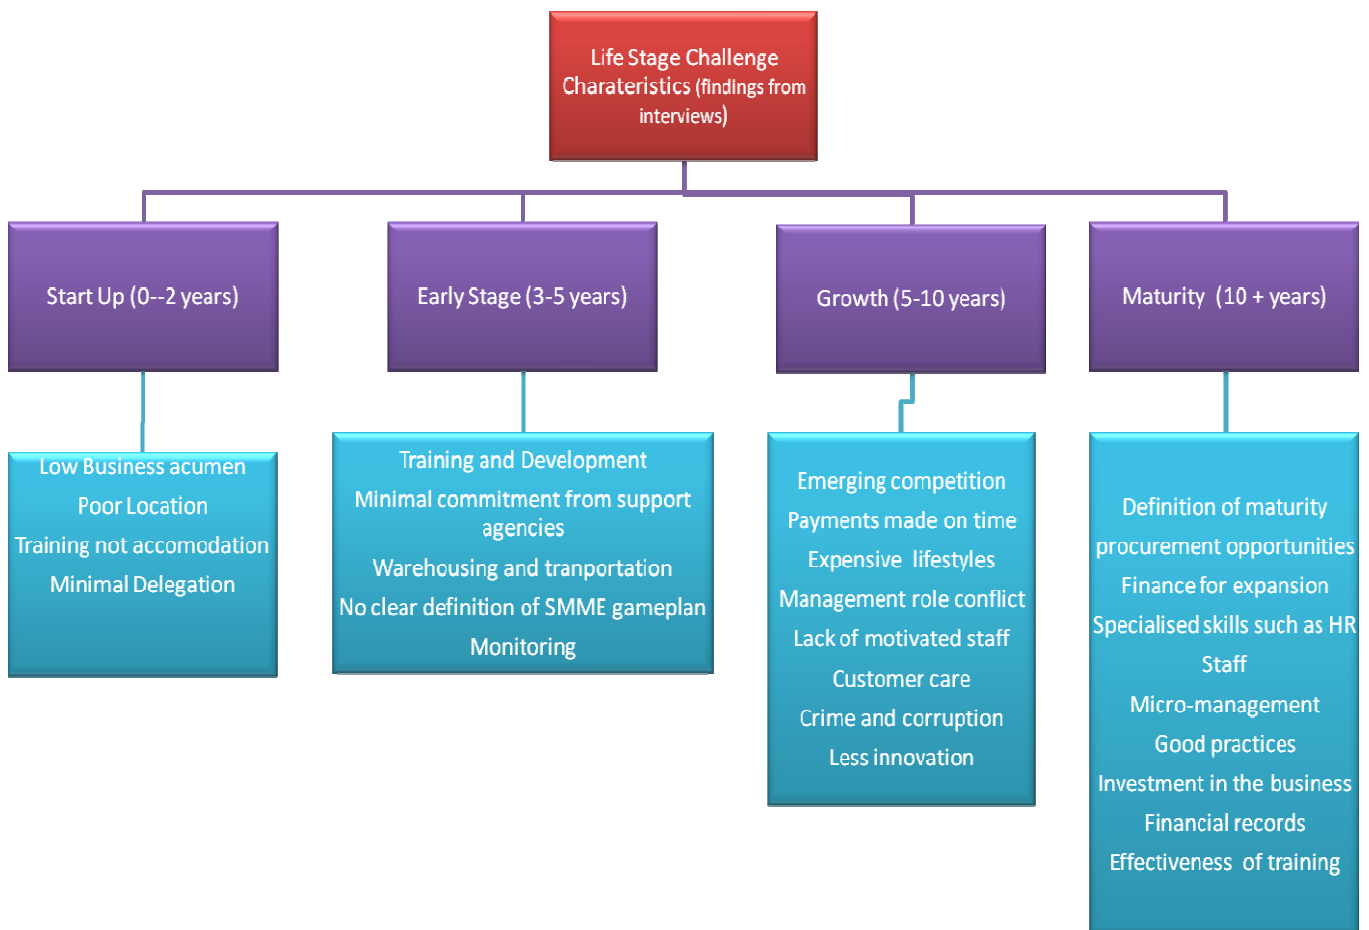 Life Stage Challenge
Charateristics (findings from
interviews)
Start Up (0--2 years)
Early Stage (3-5 years)
Growth (5-10 years)
Maturity (10 + years)
Low Business acumen
Poor Location
Training not accomodation
Minimal Delegation
Training and Development
Minimal commitment from support
agencies
Warehousing and tranportation
No clear definition of SMME gameplan
Monitoring
Emerging competition
Payments made on time
Expensive lifestyles
Management role conflict
Lack of motivated staff
Customer care
Crime and corruption
Less innovation
Definition of maturity
procurement opportunities
Finance for expansion
Specialised skills such as HR
Staff
Micro-management
Good practices
Investment in the business
Financial records
Effectiveness of training